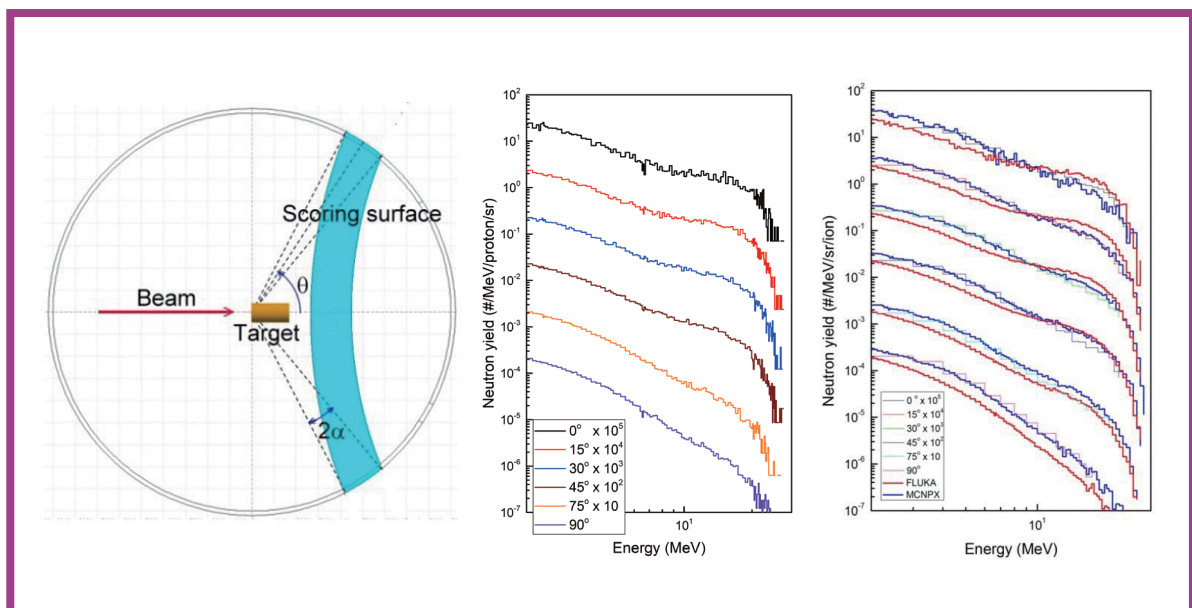 Scoring surface
θ
Beam
Target
2α
Neutron yield (#/MeV/proton/sr)
10²
10¹
10⁰
10⁻¹
10⁻²
10⁻³
10⁻⁴
10⁻⁵
10⁻⁶
10⁻⁷
0° x 10⁵
15° x 10⁴
30° x 10³
45° x 10²
75° x 10
90°
10¹
Energy (MeV)
Neutron yield (#/MeV/sr/ion)
10²
10¹
10⁰
10⁻¹
10⁻²
10⁻³
10⁻⁴
10⁻⁵
10⁻⁶
10⁻⁷
0° x 10⁵
15° x 10⁴
30° x 10³
45° x 10²
75° x 10
90°
FLUKA
MCNPX
10¹
Energy (MeV)